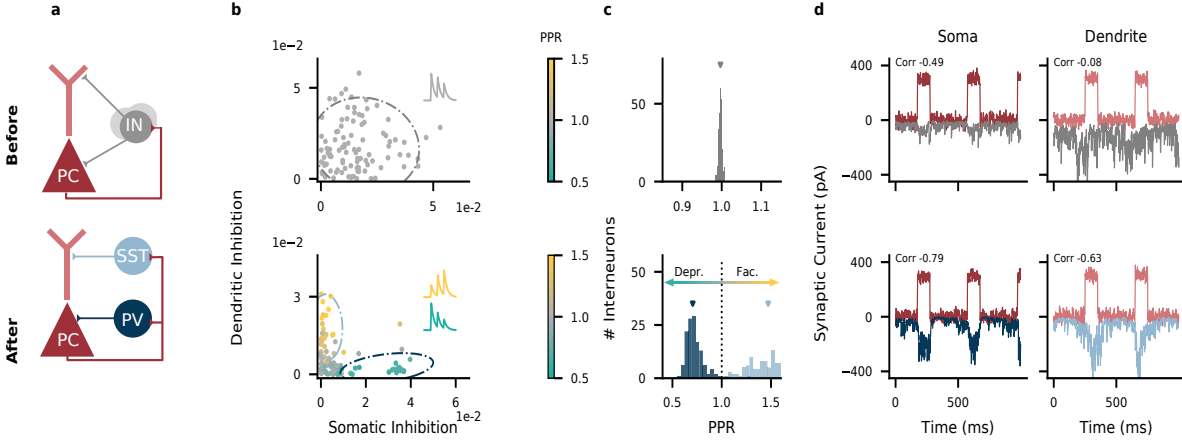 a
b
c
d
Before
IN
PC
1e-2
5
0
0
5
1e-2
PPR
1.5
1.0
0.5
50
0
0.9
1.0
1.1
Soma
Dendrite
Corr -0.49
Corr -0.08
400
0
−400
After
SST
PV
PC
Dendritic Inhibition
1e-2
3
0
0
2
4
6
1e-2
Somatic Inhibition
1.5
1.0
0.5
# Interneurons
Depr.
Fac.
50
25
0
0.5
1.0
1.5
PPR
Synaptic Current (pA)
Corr -0.79
Corr -0.63
400
0
−400
0
500
0
500
Time (ms)
Time (ms)